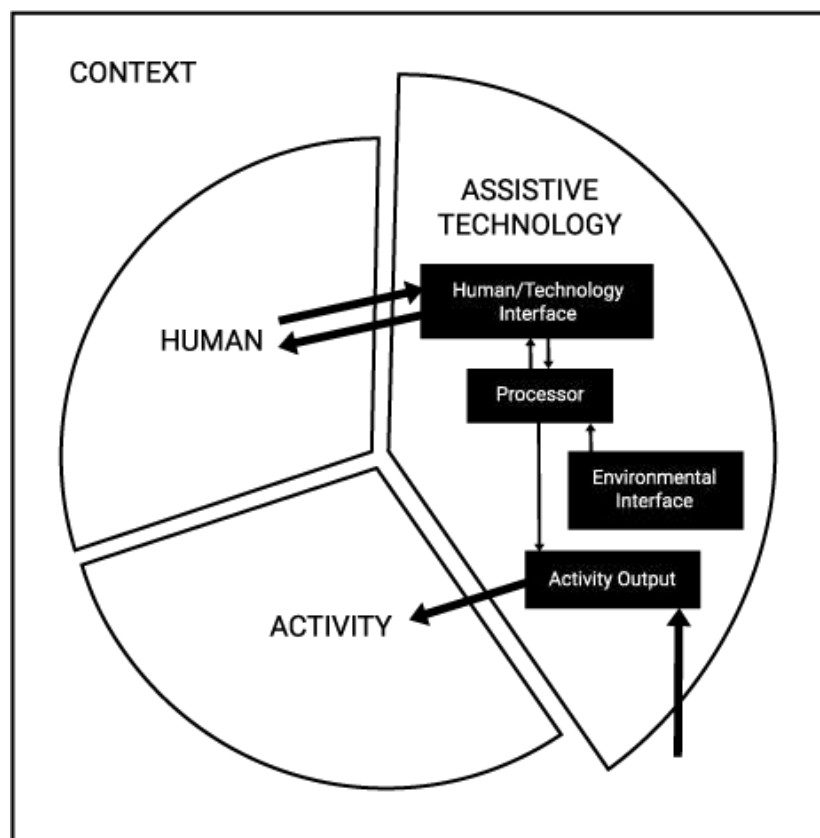 CONTEXT
ASSISTIVE
TECHNOLOGY
Human/Technology
Interface
HUMAN
Processor
Environmental
Interface
Activity Output
ACTIVITY